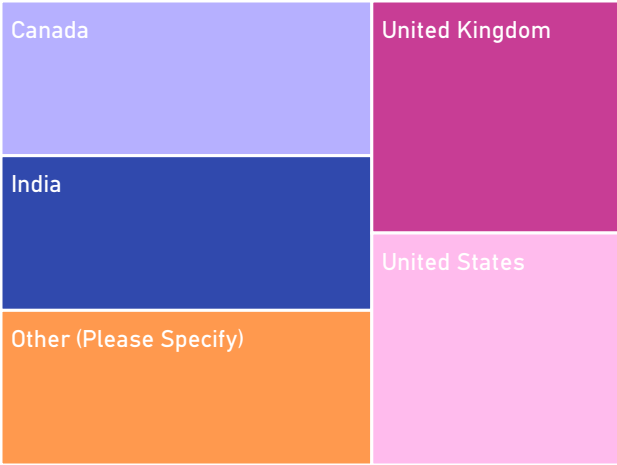 Canada
United Kingdom
India
United States
Other (Please Specify)